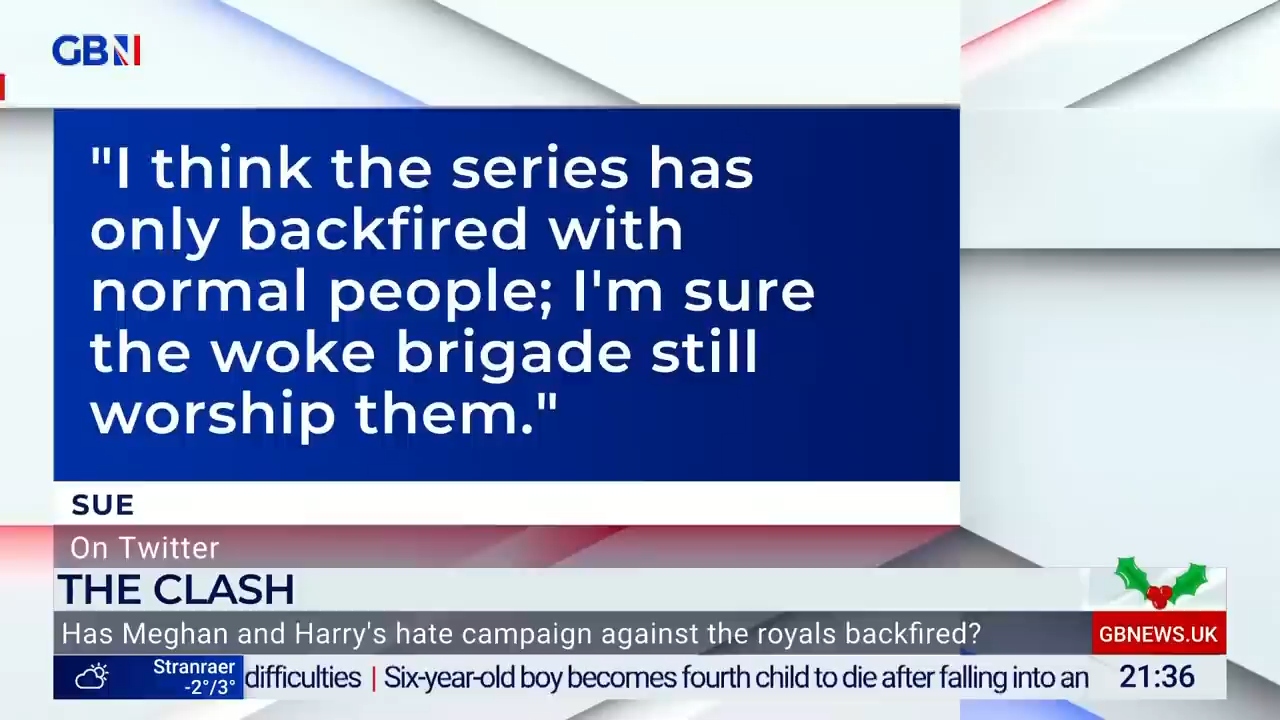 GBN
"I think the series has
only backfired with
normal people; I'm sure
the woke brigade still
worship them."
SUE
On Twitter
THE CLASH
Has Meghan and Harry's hate campaign against the royals backfired?
GBNEWS.UK
Stranraer
-2°/3°
difficulties | Six-year-old boy becomes fourth child to die after falling into an
21:36